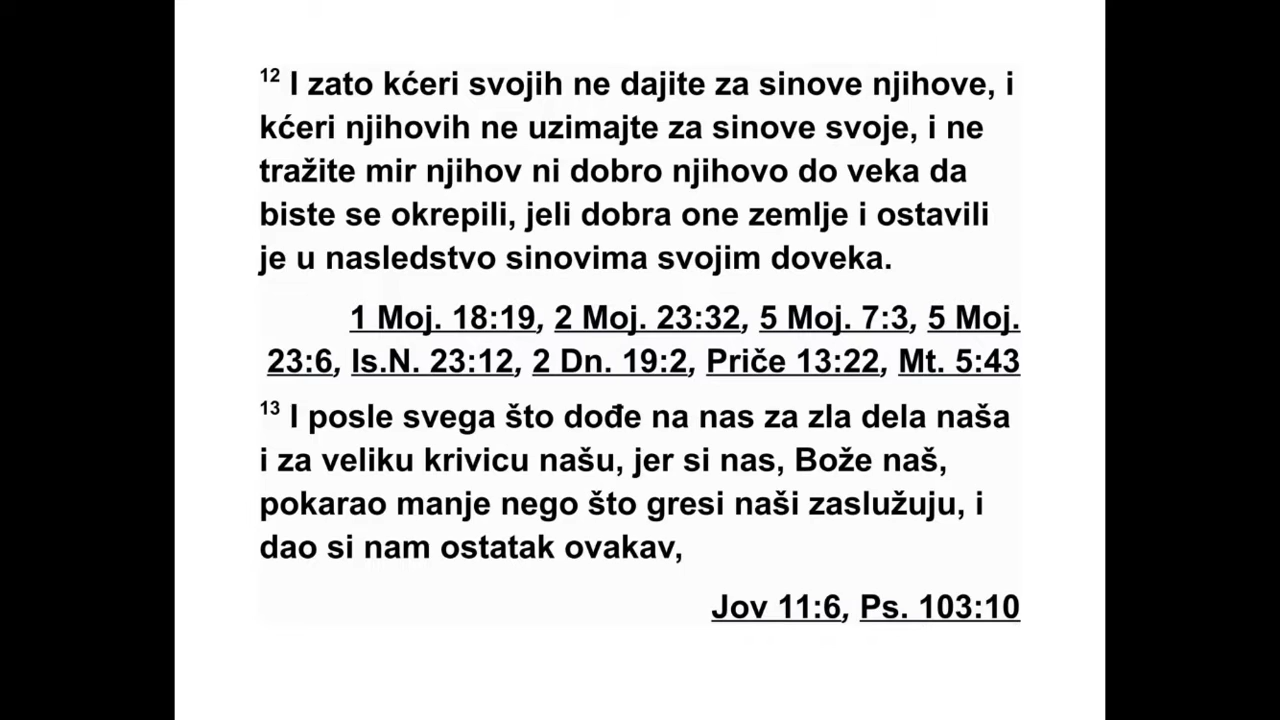 12 I zato kćeri svojih ne dajite za sinove njihove, i
kćeri njihovih ne uzimajte za sinove svoje, i ne
tražite mir njihov ni dobro njihovo do veka da
biste se okrepili, jeli dobra one zemlje i ostavili
je u nasledstvo sinovima svojim doveka.
1 Moj. 18:19, 2 Moj. 23:32, 5 Moj. 7:3, 5 Moj.
23:6, Is.N. 23:12, 2 Dn. 19:2, Priče 13:22, Mt. 5:43
13 I posle svega što dođe na nas za zla dela naša
i za veliku krivicu našu, jer si nas, Bože naš,
pokarao manje nego što gresi naši zaslužuju, i
dao si nam ostatak ovakav,
Jov 11:6, Ps. 103:10